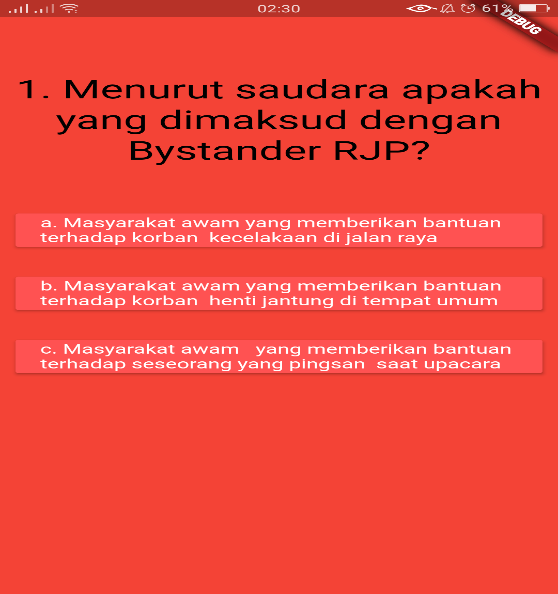 02:30
61%
DEBUG
1. Menurut saudara apakah
yang dimaksud dengan
Bystander RJP?
a. Masyarakat awam yang memberikan bantuan
terhadap korban kecelakaan di jalan raya
b. Masyarakat awam yang memberikan bantuan
terhadap korban henti jantung di tempat umum
c. Masyarakat awam yang memberikan bantuan
terhadap seseorang yang pingsan saat upacara